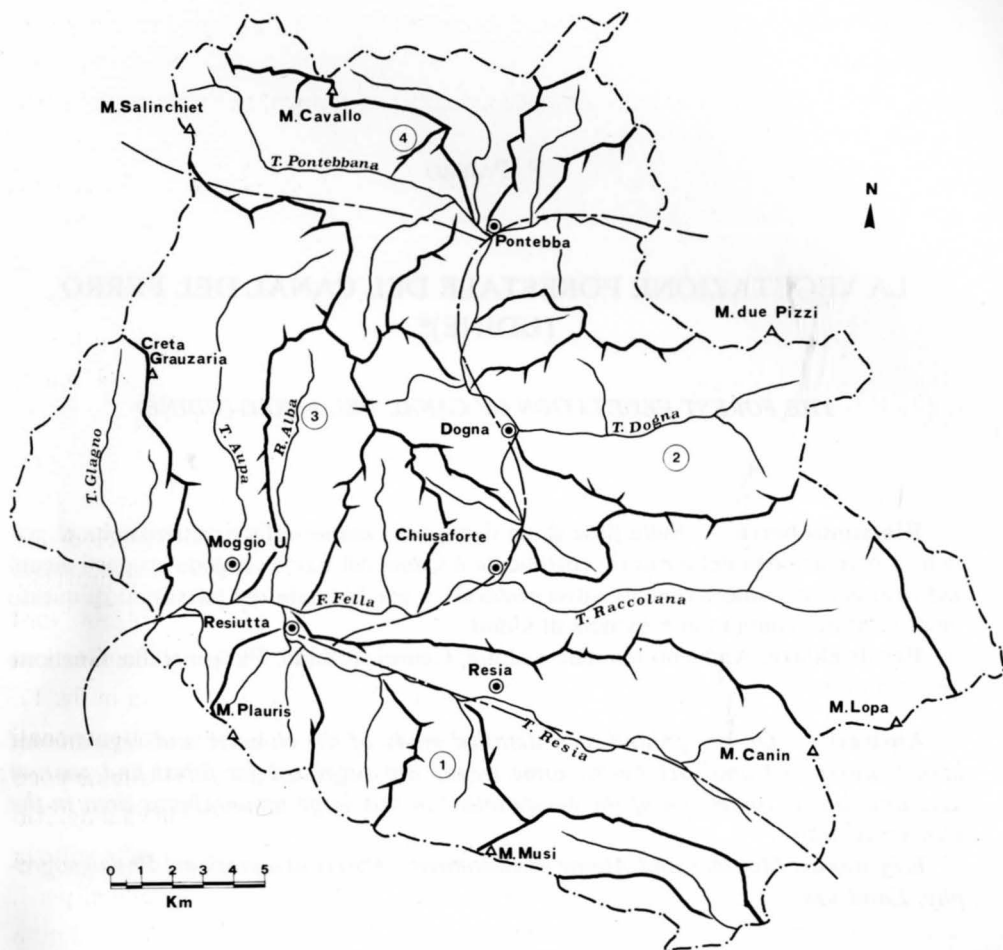 M. Salinchiet
M. Cavallo
4
T. Pontebbana
N
Pontebba
M. due Pizzi
Creta
Grauzaria
3
R. Alba
Dogna
T. Dogna
2
T. Glagno
T. Aupa
Moggio U.
Chiusaforte
F. Fella
T. Raccolana
Resiutta
Resia
M. Plauris
M. Lopa
T. Resia
1
M. Canin
M. Musi
0 1 2 3 4 5
Km